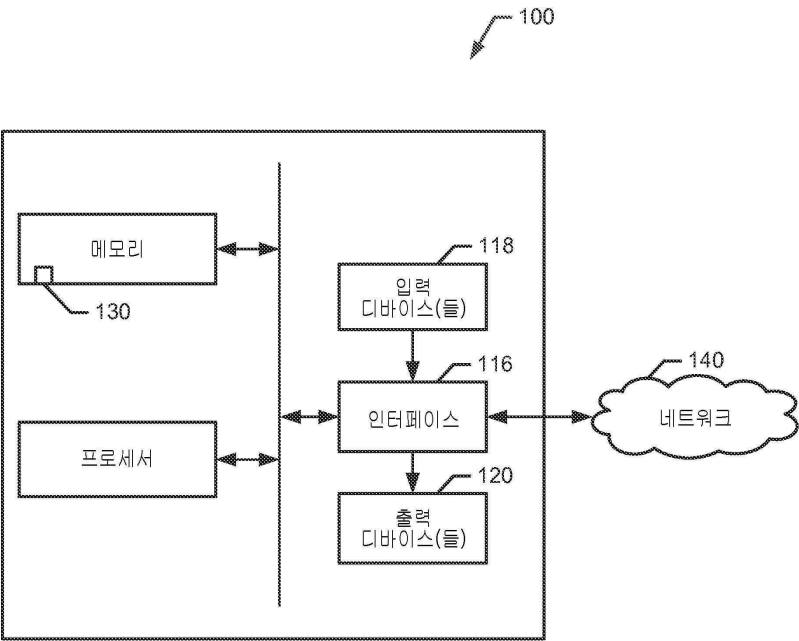 100
메모리
130
118
입력
디바이스(들)
116
140
인터페이스
네트워크
프로세서
120
출력
디바이스(들)